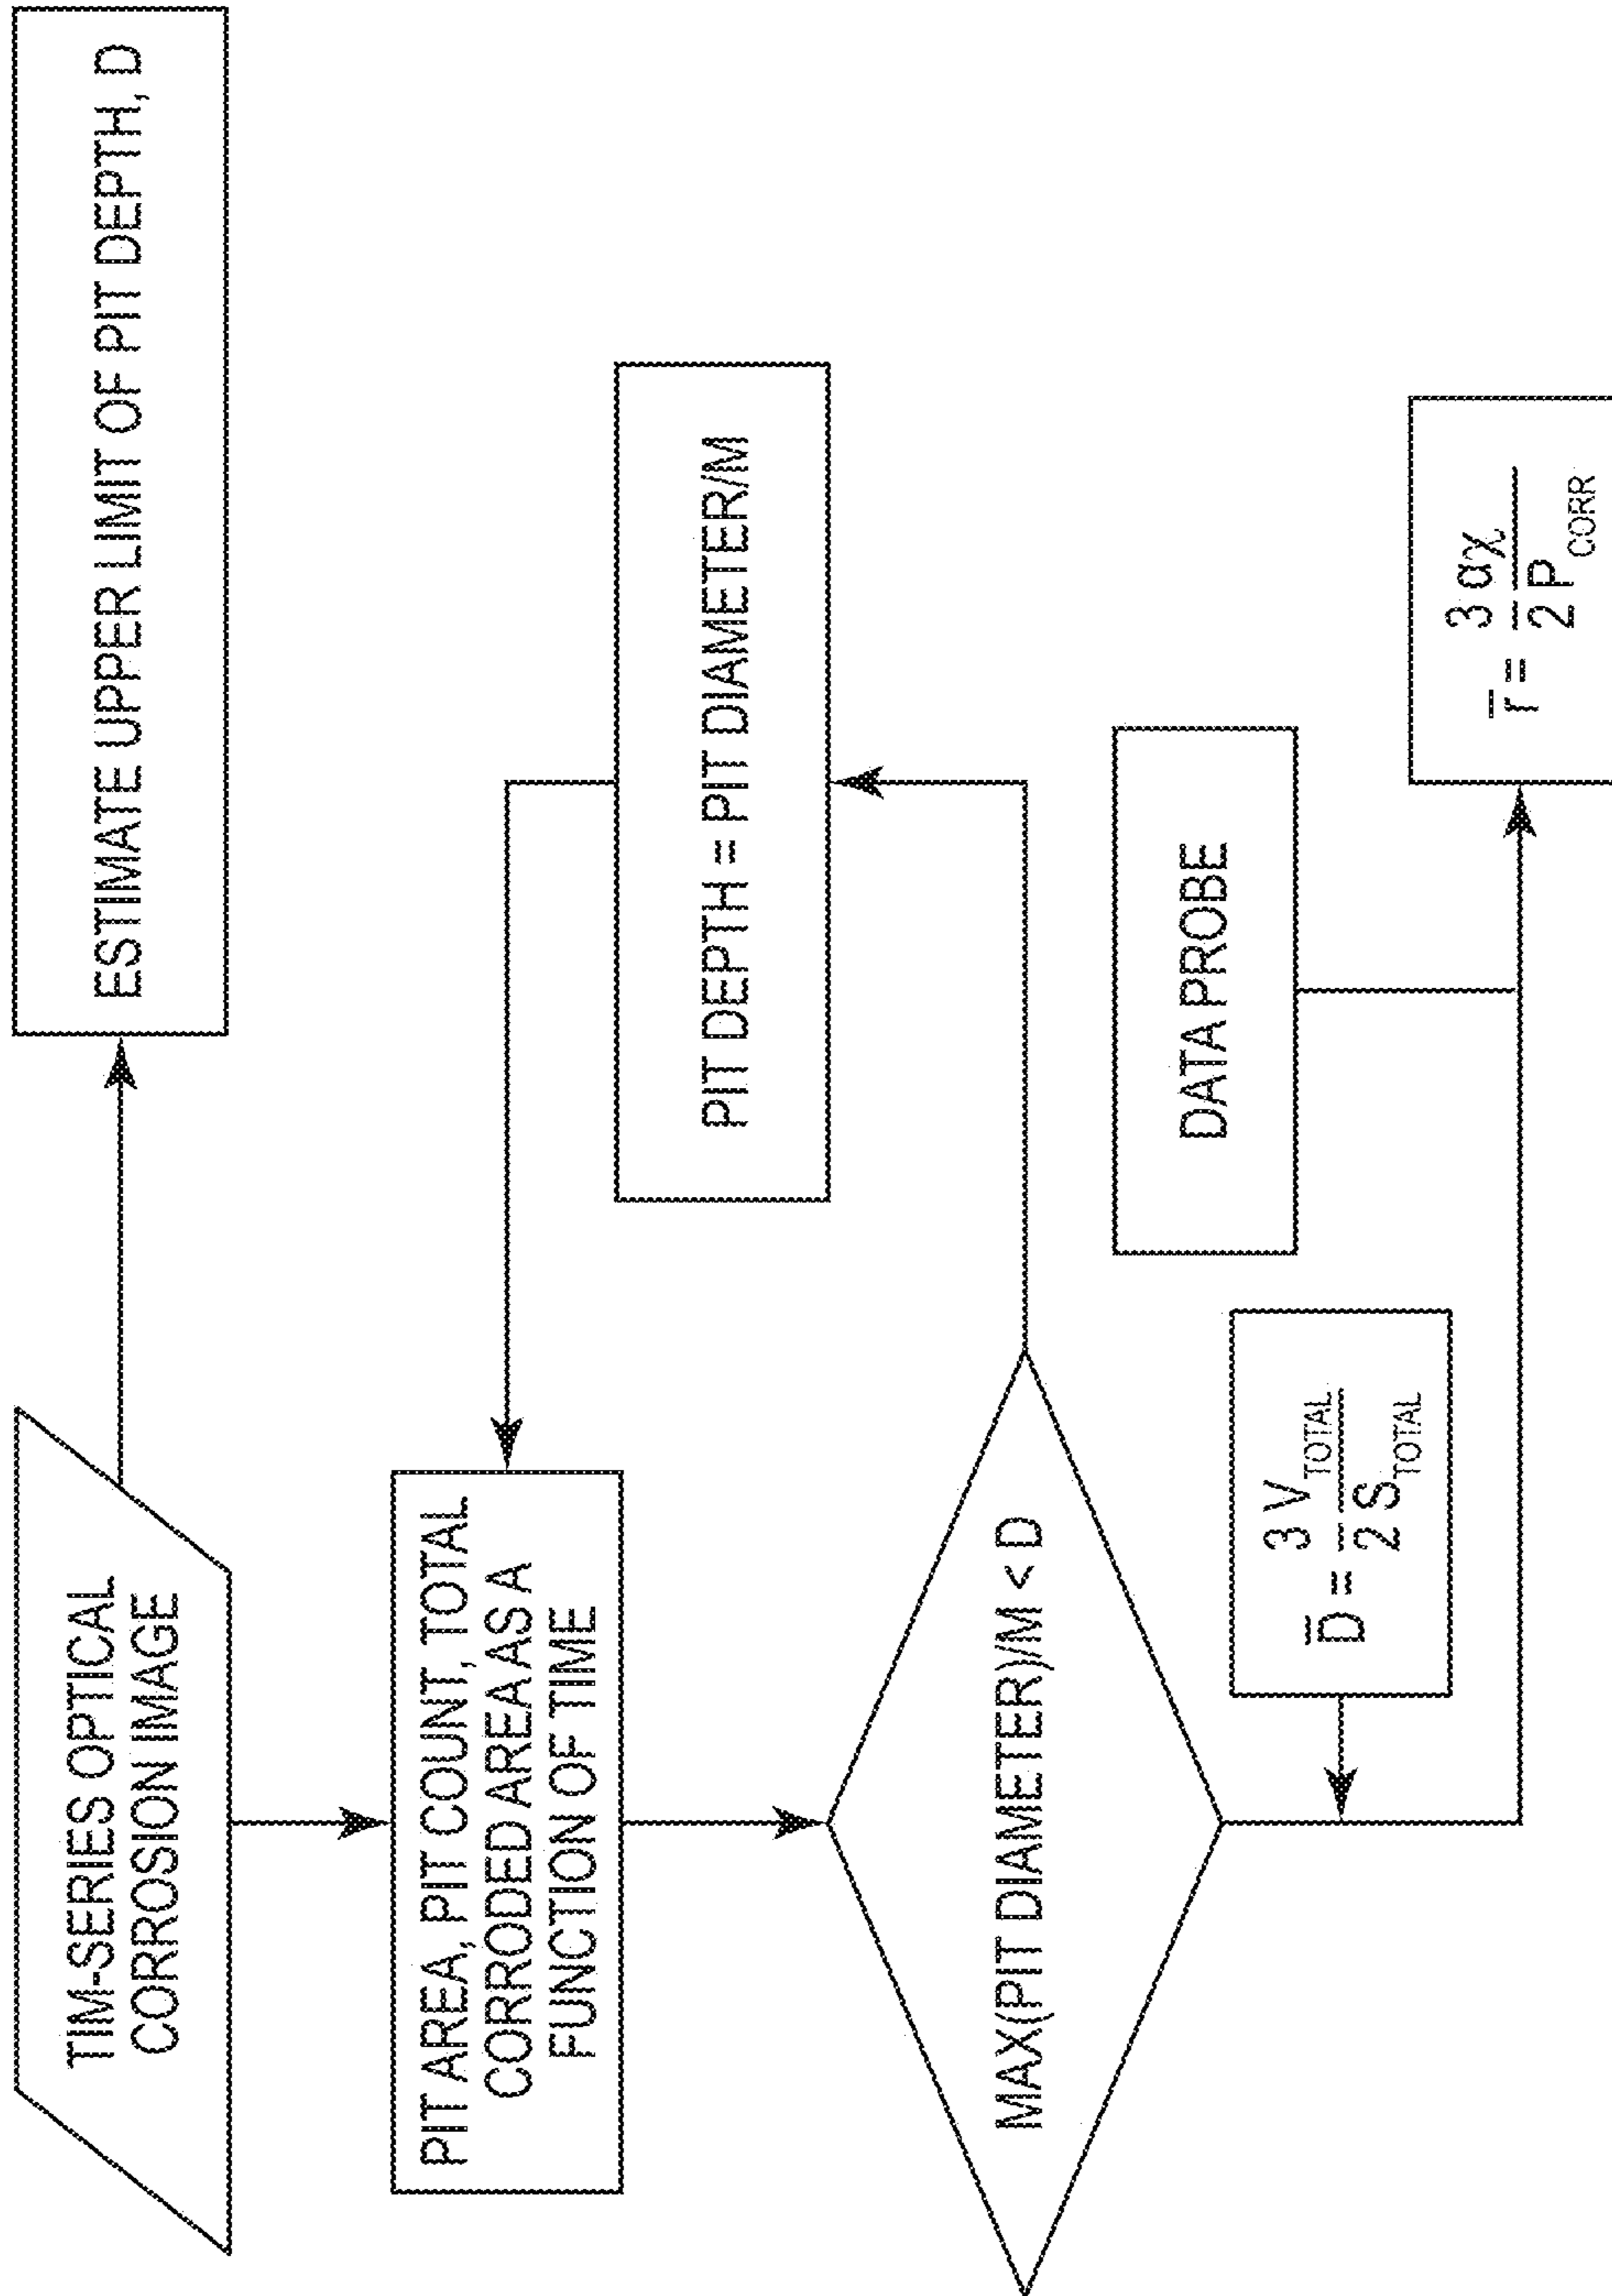 TIM-SERIES OPTICAL
CORROSION IMAGE
ESTIMATE UPPER LIMIT OF PIT DEPTH, D
PIT AREA, PIT COUNT, TOTAL
CORRODED AREA AS A
FUNCTION OF TIME
PIT DEPTH = PIT DIAMETER/M
MAX(PIT DIAMETER)/M < D
DATA PROBE
D̅ = 3 V_TOTAL / 2 S_TOTAL
r̅ = 3 αχ / 2 P_CORR